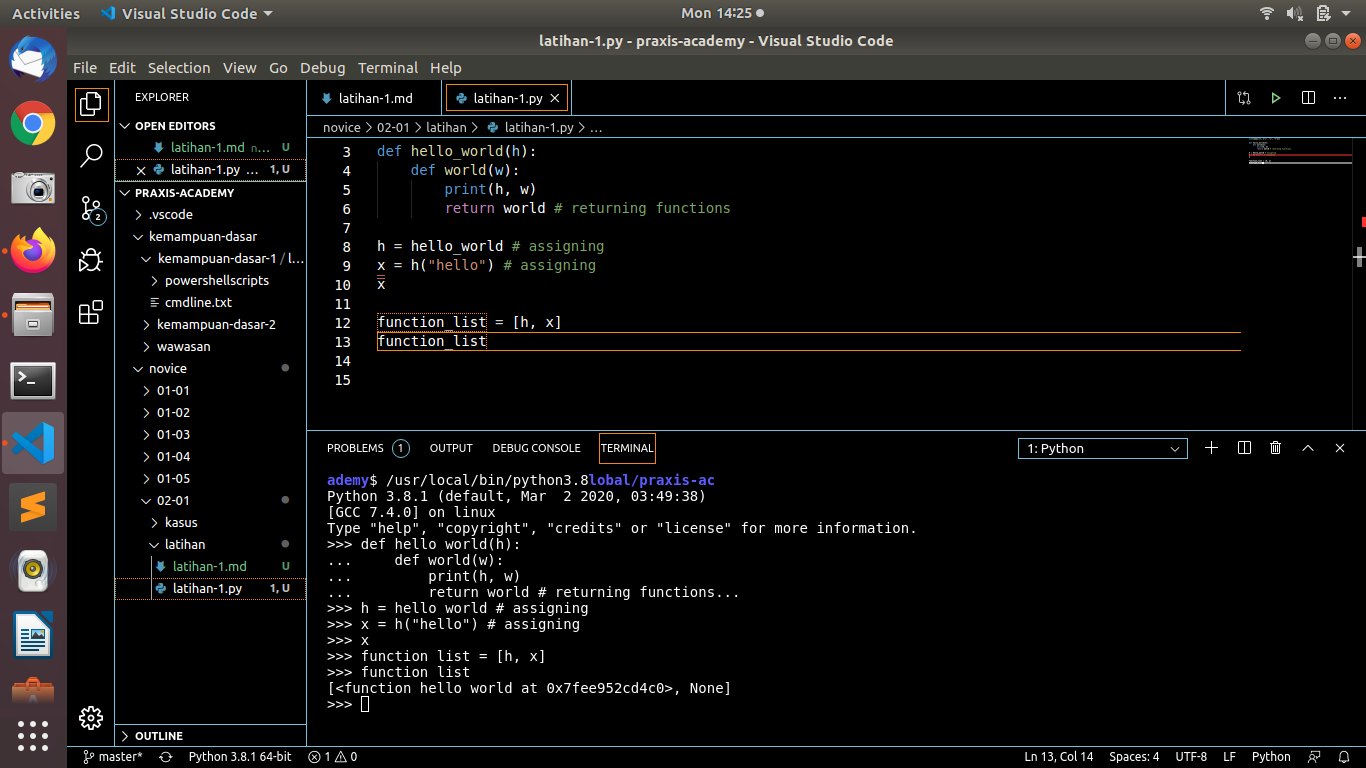 Activities
Visual Studio Code
Mon 14:25
latihan-1.py - praxis-academy - Visual Studio Code
File Edit Selection View Go Debug Terminal Help
EXPLORER
OPEN EDITORS
latihan-1.md n... U
latihan-1.py ... 1, U
PRAXIS-ACADEMY
.vscode
kemampuan-dasar
kemampuan-dasar-1 / l...
powershellscripts
cmdline.txt
kemampuan-dasar-2
wawasan
novice
01-01
01-02
01-03
01-04
01-05
02-01
kasus
latihan
latihan-1.md U
latihan-1.py 1, U
OUTLINE
2
latihan-1.md
latihan-1.py
novice > 02-01 > latihan > latihan-1.py > ...
3 def hello_world(h):
4     def world(w):
5         print(h, w)
6         return world # returning functions
7
8 h = hello_world # assigning
9 x = h("hello") # assigning
10 x
11
12 function_list = [h, x]
13 function_list
14
15
PROBLEMS 1 OUTPUT DEBUG CONSOLE TERMINAL
1: Python
ademy$ /usr/local/bin/python3.8lobal/praxis-ac
Python 3.8.1 (default, Mar  2 2020, 03:49:38)
[GCC 7.4.0] on linux
Type "help", "copyright", "credits" or "license" for more information.
>>> def hello world(h):
...     def world(w):
...         print(h, w)
...         return world # returning functions...
>>> h = hello world # assigning
>>> x = h("hello") # assigning
>>> x
>>> function list = [h, x]
>>> function list
[<function hello world at 0x7fee952cd4c0>, None]
>>>
master* Python 3.8.1 64-bit 1 0
Ln 13, Col 14 Spaces: 4 UTF-8 LF Python